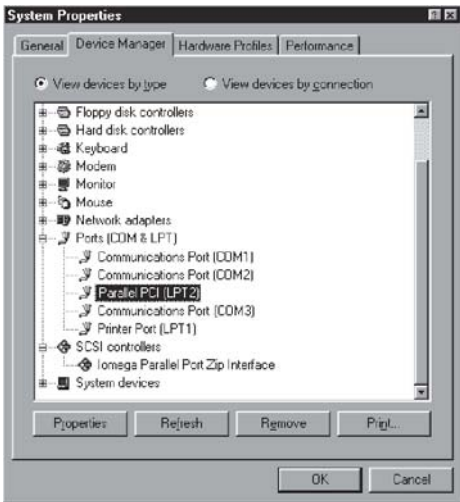 System Properties
General Device Manager Hardware Profiles Performance
View devices by type View devices by connection
Floppy disk controllers
Hard disk controllers
Keyboard
Modem
Monitor
Mouse
Network adapters
Ports (COM & LPT)
Communications Port (COM1)
Communications Port (COM2)
Parallel PCI (LPT2)
Communications Port (COM3)
Printer Port (LPT1)
SCSI controllers
Iomega Parallel Port Zip Interface
System devices
Properties Refresh Remove Print...
OK Cancel